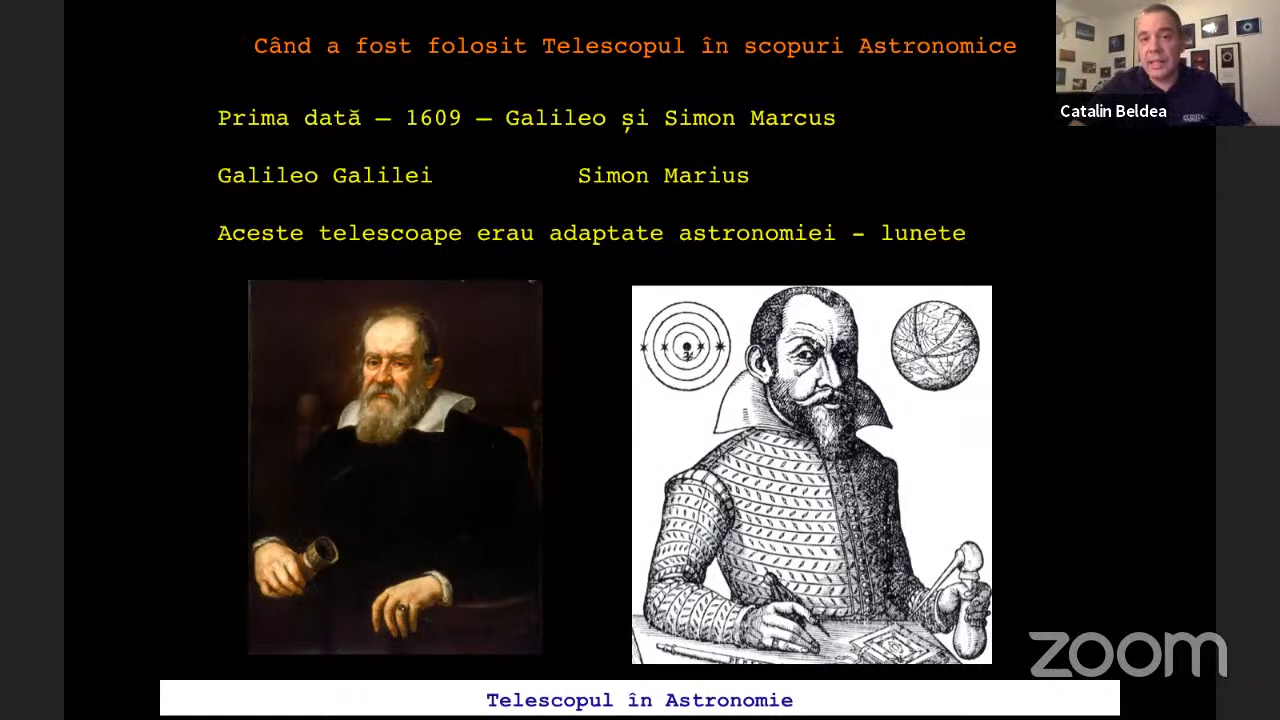 Când a fost folosit Telescopul în scopuri Astronomice
Catalin Beldea
Prima dată – 1609 – Galileo și Simon Marcus
Galileo Galilei Simon Marius
Aceste telescoape erau adaptate astronomiei - lunete
zoom
Telescopul în Astronomie